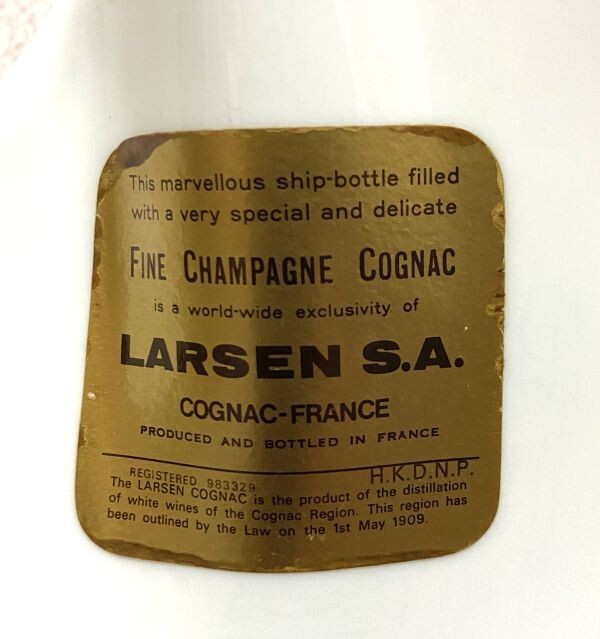 This marvellous ship-bottle filled
with a very special and delicate
FINE CHAMPAGNE COGNAC
is a world-wide exclusivity of
LARSEN S.A.
COGNAC-FRANCE
PRODUCED AND BOTTLED IN FRANCE
REGISTERED 983329 H.K.D.N.P.
The LARSEN COGNAC is the product of the distillation
of white wines of the Cognac Region. This region has
been outlined by the Law on the 1st May 1909.